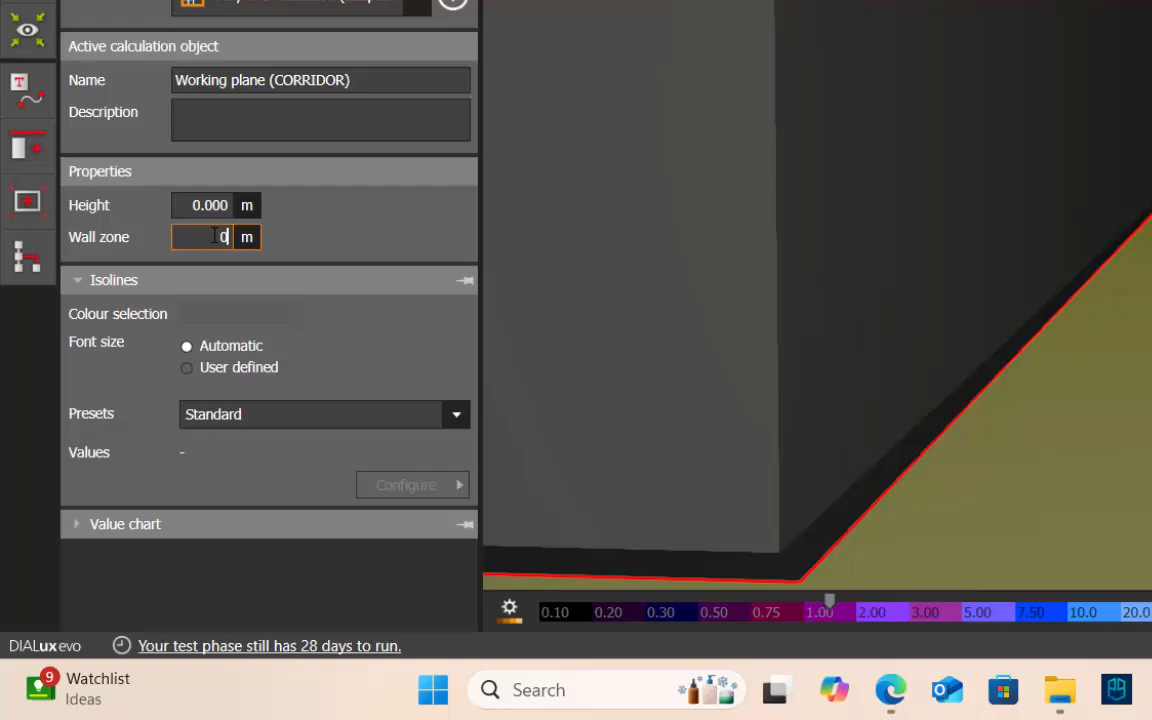 Active calculation object
Name Working plane (CORRIDOR)
Description
Properties
Height 0.000 m
Wall zone 0 m
Isolines
Colour selection
Font size Automatic
User defined
Presets Standard
Values -
Configure
Value chart
0.10 0.20 0.30 0.50 0.75 1.00 2.00 3.00 5.00 7.50 10.0 20.0
DIALux evo Your test phase still has 28 days to run.
9 Watchlist
Ideas
Search
T